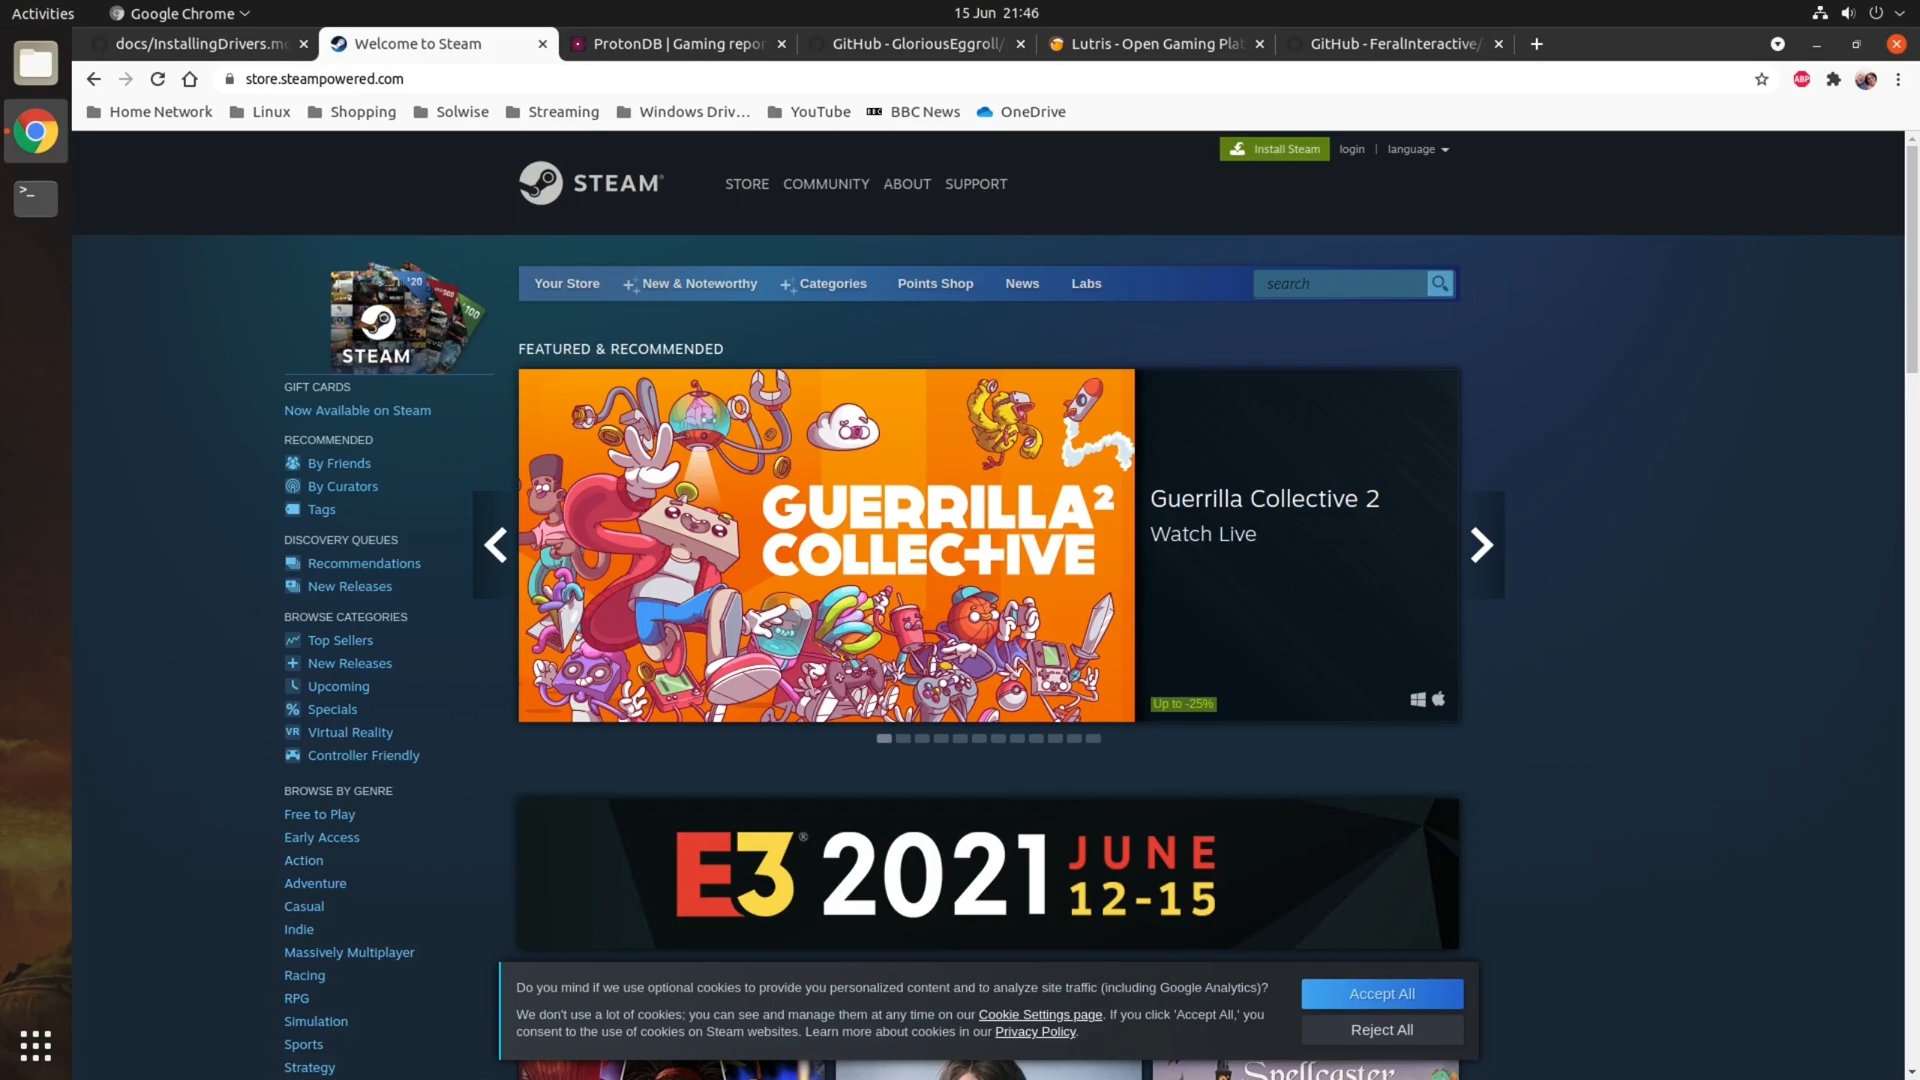 Activities
Google Chrome
15 Jun 21:46
docs/InstallingDrivers.m
Welcome to Steam
ProtonDB | Gaming repor
GitHub - GloriousEggroll/
Lutris - Open Gaming Plat
GitHub - FeralInteractive/
store.steampowered.com
ABP
Home Network
Linux
Shopping
Solwise
Streaming
Windows Driv...
YouTube
BBC BBC News
OneDrive
Install Steam
login | language
STEAM®
STORE COMMUNITY ABOUT SUPPORT
$20
$100
STEAM
Your Store
New & Noteworthy
Categories
Points Shop
News
Labs
search
FEATURED & RECOMMENDED
GIFT CARDS
Now Available on Steam
RECOMMENDED
By Friends
By Curators
Tags
DISCOVERY QUEUES
Recommendations
New Releases
BROWSE CATEGORIES
Top Sellers
New Releases
Upcoming
Specials
VR Virtual Reality
Controller Friendly
BROWSE BY GENRE
Free to Play
Early Access
Action
Adventure
Casual
Indie
Massively Multiplayer
Racing
RPG
Simulation
Sports
Strategy
GUERRILLA²
COLLECTIVE
Guerrilla Collective 2
Watch Live
Up to -25%
E3® 2021 JUNE
12-15
Do you mind if we use optional cookies to provide you personalized content and to analyze site traffic (including Google Analytics)?
We don't use a lot of cookies; you can see and manage them at any time on our Cookie Settings page. If you click 'Accept All,' you
consent to the use of cookies on Steam websites. Learn more about cookies in our Privacy Policy.
Accept All
Reject All
Spellcaster